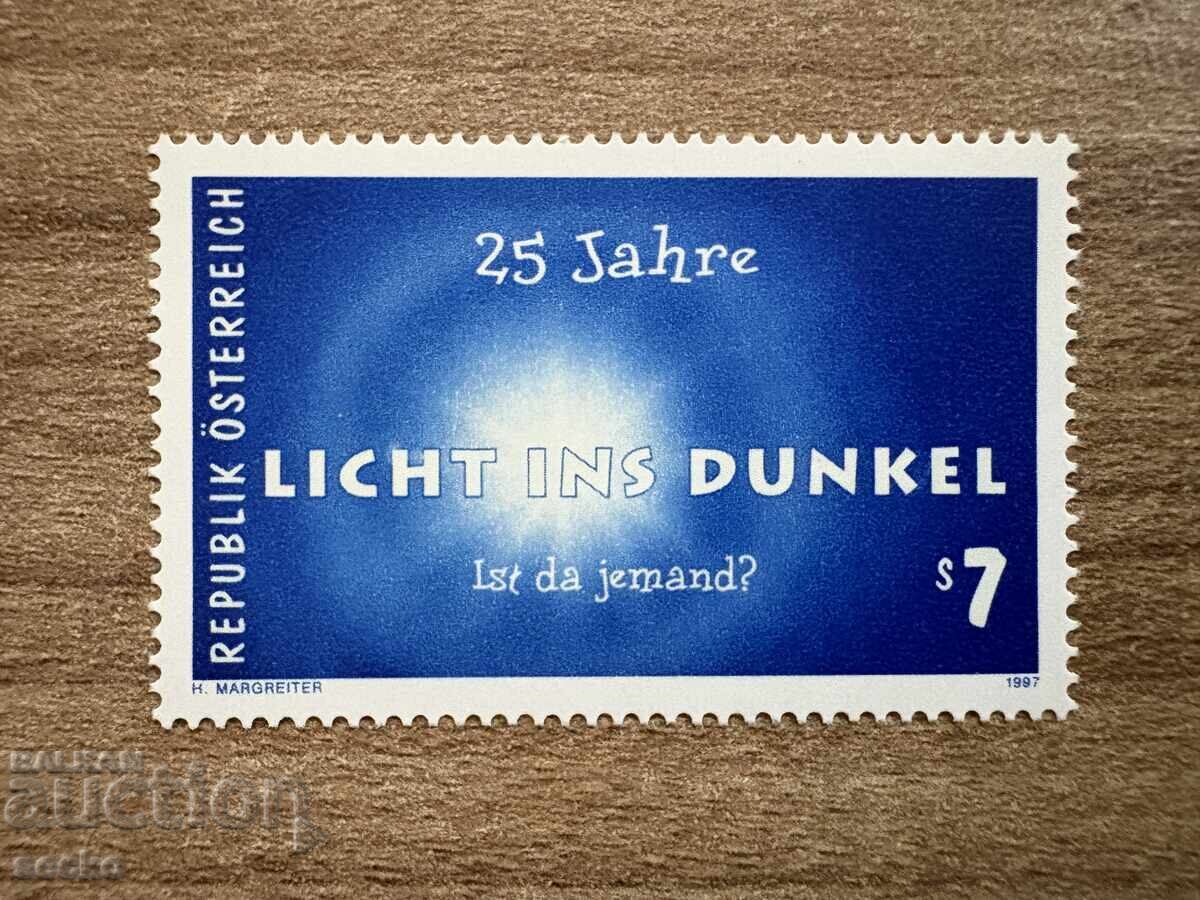 REPUBLIK ÖSTERREICH
25 Jahre
LICHT INS DUNKEL
Ist da jemand?
S 7
H. MARGREITER
1997
BALKAN
auction
secko